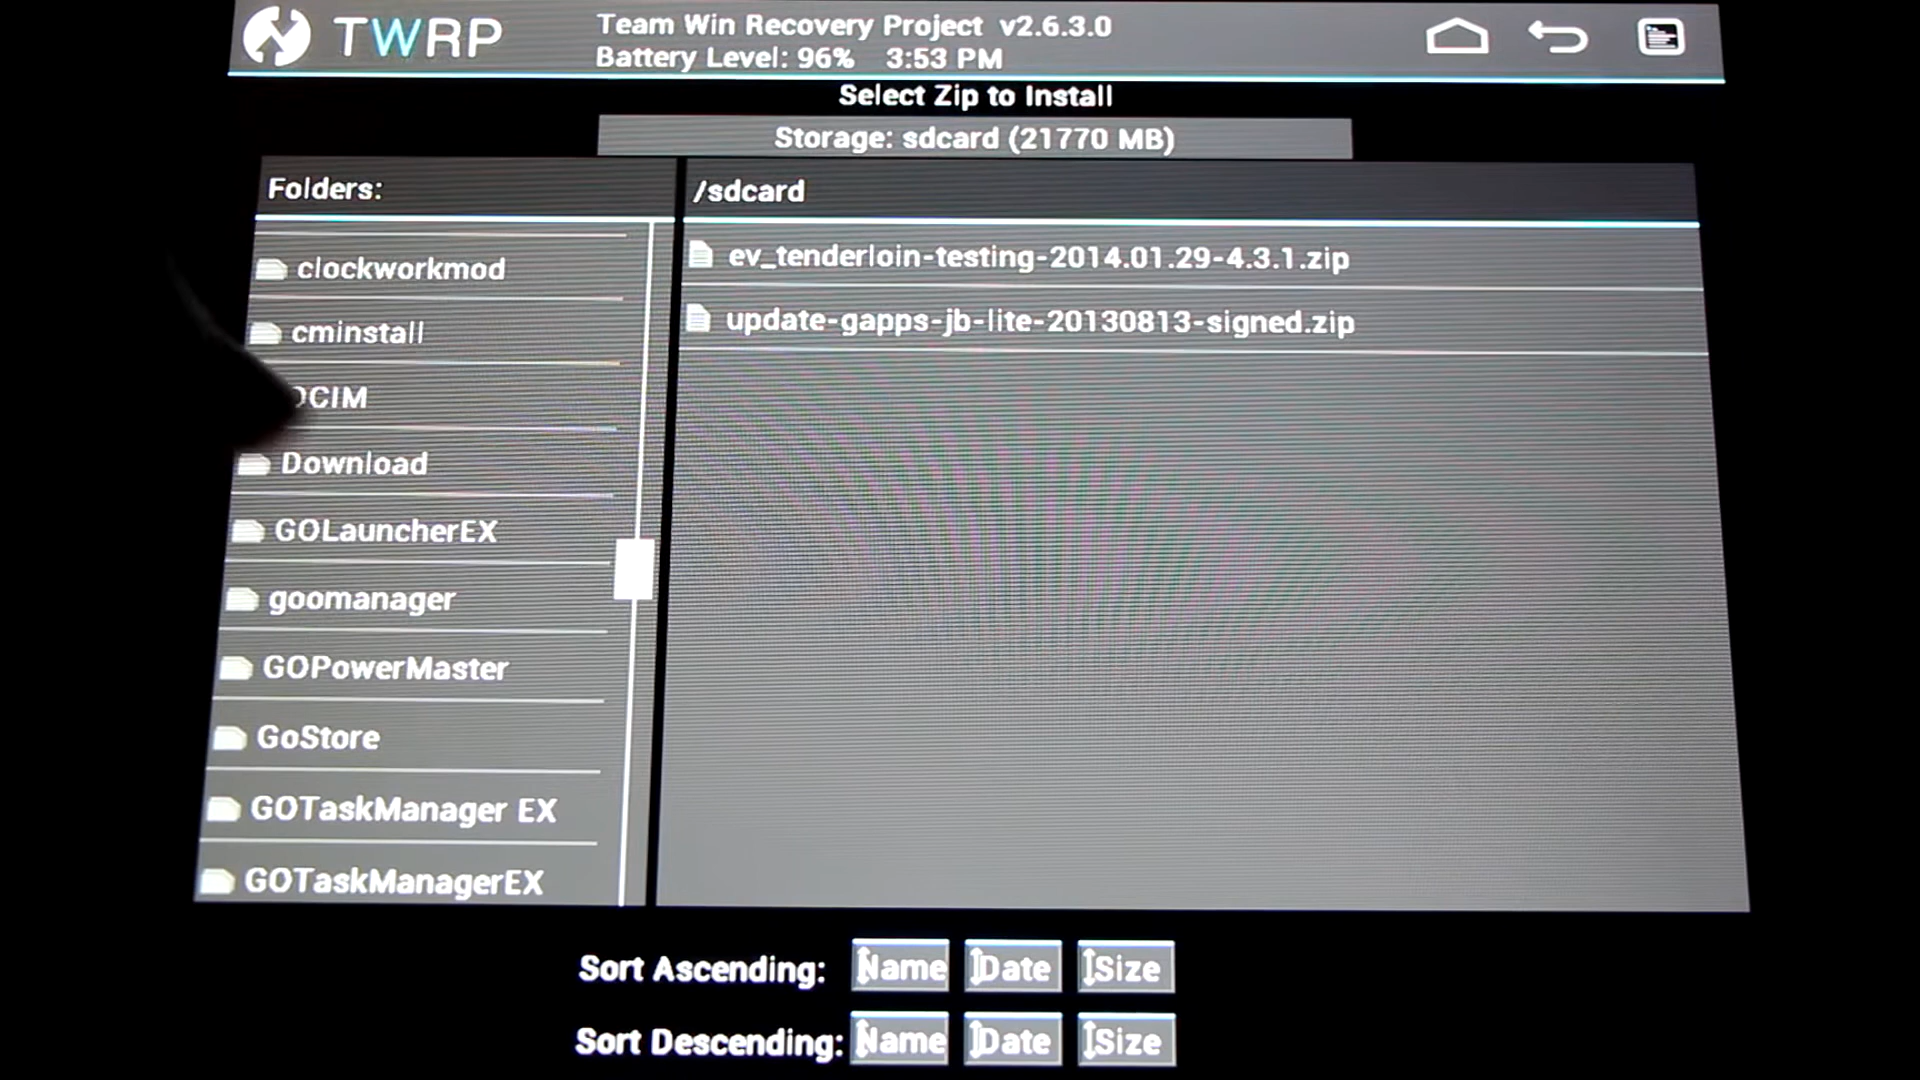 TWRP
Team Win Recovery Project v2.6.3.0
Battery Level: 96% 3:53 PM
Select Zip to Install
Storage: sdcard (21770 MB)
Folders:
clockworkmod
cminstall
DCIM
Download
GOLauncherEX
goomanager
GOPowerMaster
GoStore
GOTaskManager EX
GOTaskManagerEX
/sdcard
ev_tenderloin-testing-2014.01.29-4.3.1.zip
update-gapps-jb-lite-20130813-signed.zip
Sort Ascending: Name Date Size
Sort Descending: Name Date Size